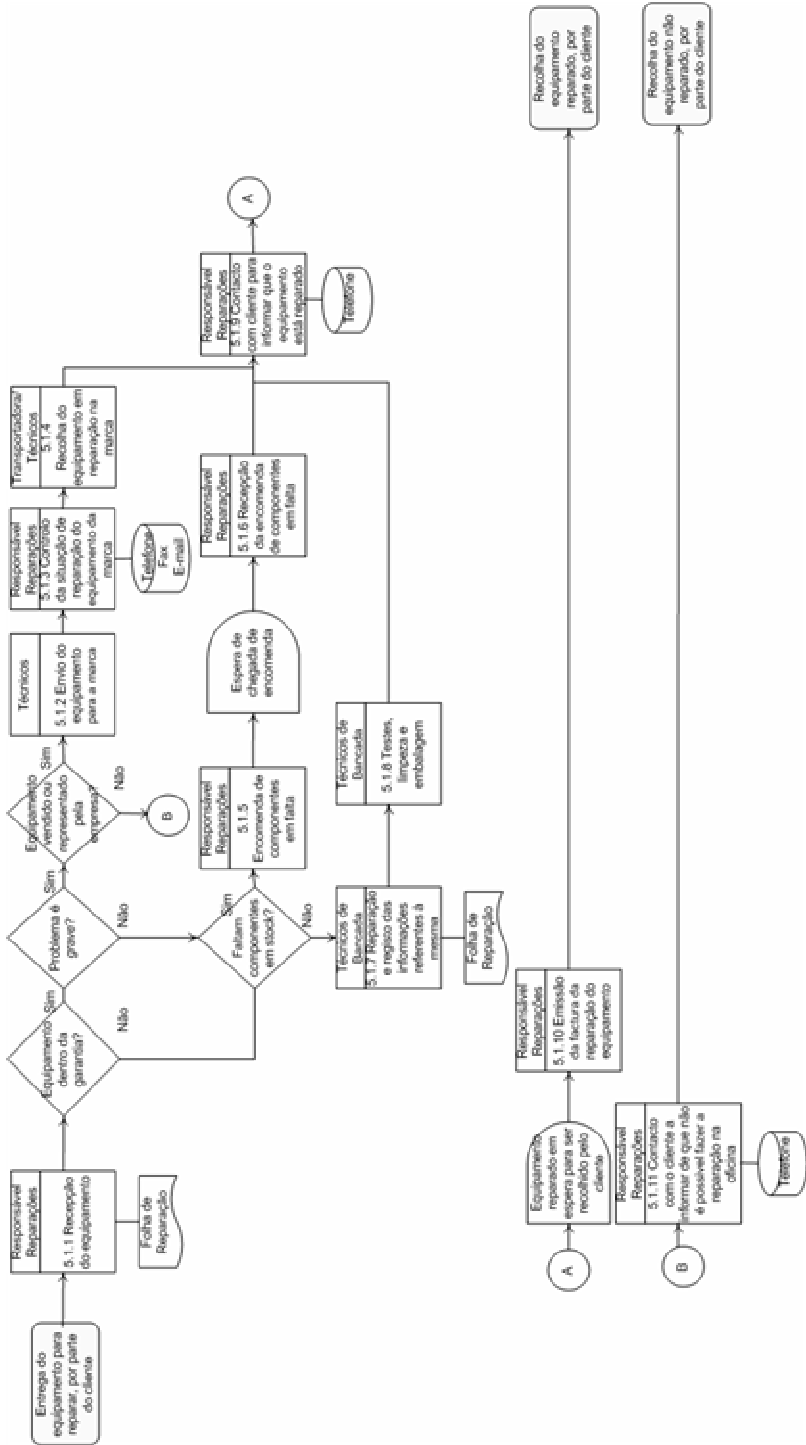 Entrega do
equipamento para
reparar, por parte
do cliente
Responsável
Reparações
5.1.1 Recepção
do equipamento
Folha de
Reparação
Equipamento
dentro da
garantia?
Sim
Não
Problema é
grave?
Sim
Não
Equipamento
vendido ou
representado
pela
empresa?
Sim
Não
B
Técnicos
5.1.2 Envio do
equipamento
para a marca
Responsável
Reparações
5.1.3 Controlo
da situação de
reparação do
equipamento da
marca
Telefone
Fax
E-mail
Transportadora/
Técnicos
5.1.4
Recolha do
equipamento em
reparação na
marca
Faltam
componentes
em stock?
Sim
Não
Responsável
Reparações
5.1.5
Encomenda de
componentes
em falta
Espera de
chegada de
encomenda
Responsável
Reparações
5.1.6 Recepção
da encomenda
de componentes
em falta
Responsável
Reparações
5.1.9 Contacto
com cliente para
informar que o
equipamento
está reparado
Telefone
A
Técnicos de
Bancada
5.1.7 Reparação
e registo das
informações
referentes à
mesma
Folha de
Reparação
Técnicos de
Bancada
5.1.8 Testes,
limpeza e
embalagem
A
Equipamento
reparado em
espera para ser
recolhido pelo
cliente
Responsável
Reparações
5.1.10 Emissão
da factura da
reparação do
equipamento
Recolha do
equipamento
reparado, por
parte do cliente
B
Responsável
Reparações
5.1.11 Contacto
com o cliente a
informar de que não
é possível fazer a
reparação na
oficina
Telefone
Recolha do
equipamento não
reparado, por
parte do cliente